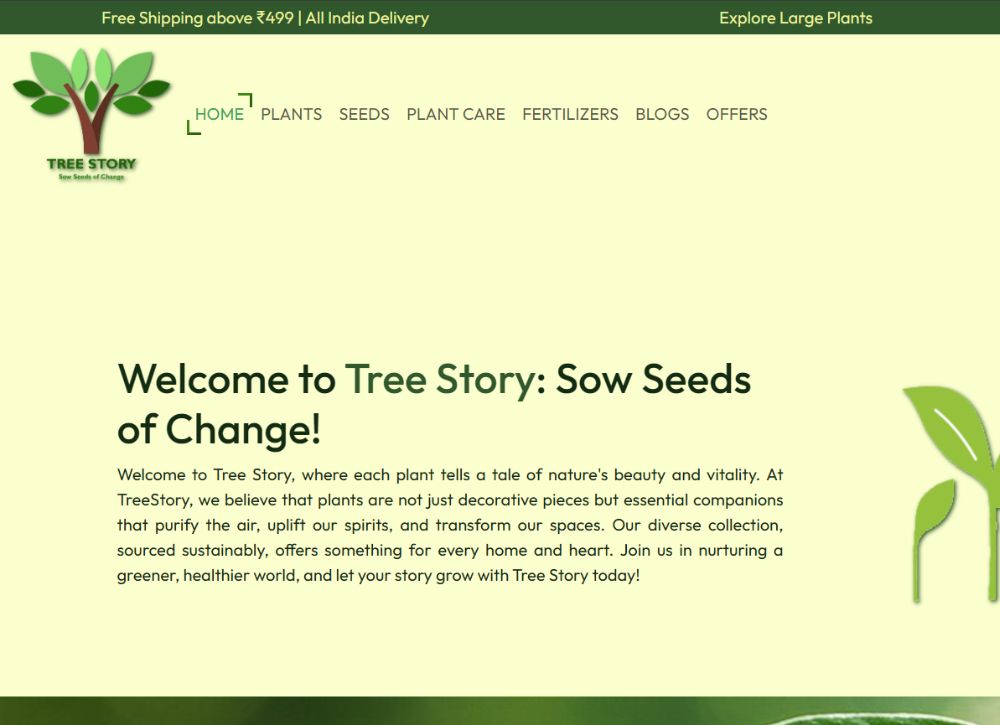 Free Shipping above ₹499 | All India Delivery
Explore Large Plants
TREE STORY
Sow Seeds of Change
HOME PLANTS SEEDS PLANT CARE FERTILIZERS BLOGS OFFERS
Welcome to Tree Story: Sow Seeds
of Change!
Welcome to Tree Story, where each plant tells a tale of nature's beauty and vitality. At
TreeStory, we believe that plants are not just decorative pieces but essential companions
that purify the air, uplift our spirits, and transform our spaces. Our diverse collection,
sourced sustainably, offers something for every home and heart. Join us in nurturing a
greener, healthier world, and let your story grow with Tree Story today!